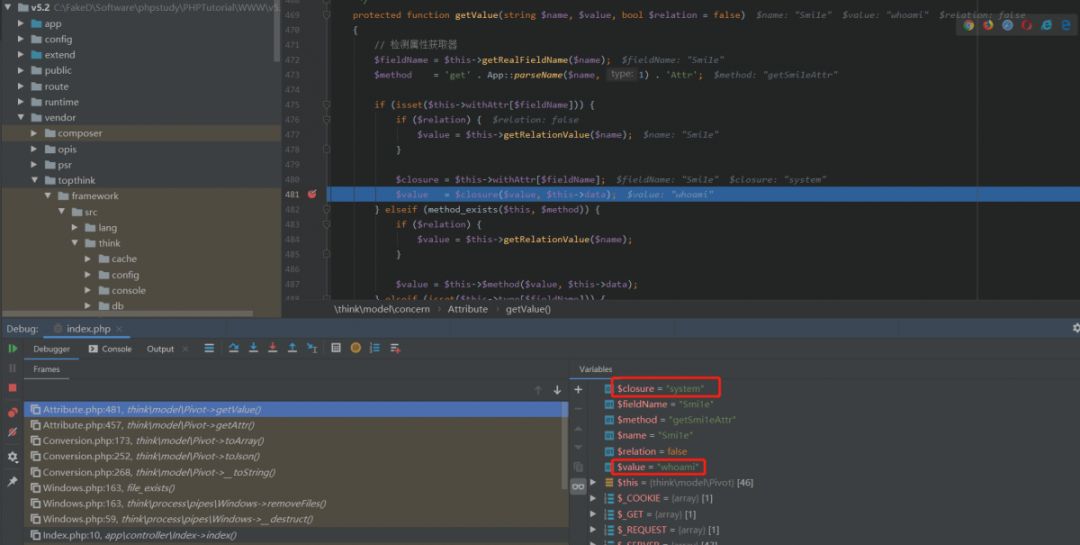 v5.2 C:\FakeD\Software\phpstudy\PHPTutorial\WWW\v5.
app
config
extend
public
route
runtime
vendor
composer
opis
psr
topthink
framework
src
lang
think
cache
config
console
db
469 protected function getValue(string $name, $value, bool $relation = false) $name: "Smi1e" $value: "whoami" $relation: false
470 {
471 // 检测属性获取器
472 $fieldName = $this->getRealFieldName($name); $fieldName: "Smi1e"
473 $method = 'get' . App::parseName($name, type: 1) . 'Attr'; $method: "getSmi1eAttr"
474
475 if (isset($this->withAttr[$fieldName])) {
476 if ($relation) { $relation: false
477 $value = $this->getRelationValue($name); $name: "Smi1e"
478 }
479
480 $closure = $this->withAttr[$fieldName]; $fieldName: "Smi1e" $closure: "system"
481 $value = $closure($value, $this->data); $value: "whoami"
482 } elseif (method_exists($this, $method)) {
483 if ($relation) {
484 $value = $this->getRelationValue($name);
485 }
486
487 $value = $this->$method($value, $this->data);
488 } elseif (isset($this->type[$fieldName])) {
\think\model\concern › Attribute › getValue()
Debug: index.php ×
Debugger Console Output
Frames
Attribute.php:481, think\model\Pivot->getValue()
Attribute.php:457, think\model\Pivot->getAttr()
Conversion.php:173, think\model\Pivot->toArray()
Conversion.php:252, think\model\Pivot->toJson()
Conversion.php:268, think\model\Pivot->__toString()
Windows.php:163, file_exists()
Windows.php:163, think\process\pipes\Windows->removeFiles()
Windows.php:59, think\process\pipes\Windows->__destruct()
Index.php:10, app\controller\Index->index()
Variables
$closure = "system"
$fieldName = "Smi1e"
$method = "getSmi1eAttr"
$name = "Smi1e"
$relation = false
$value = "whoami"
$this = {think\model\Pivot} [46]
$_COOKIE = (array) [1]
$_GET = (array) [1]
$_REQUEST = (array) [1]
$_SERVER = (array) [47]